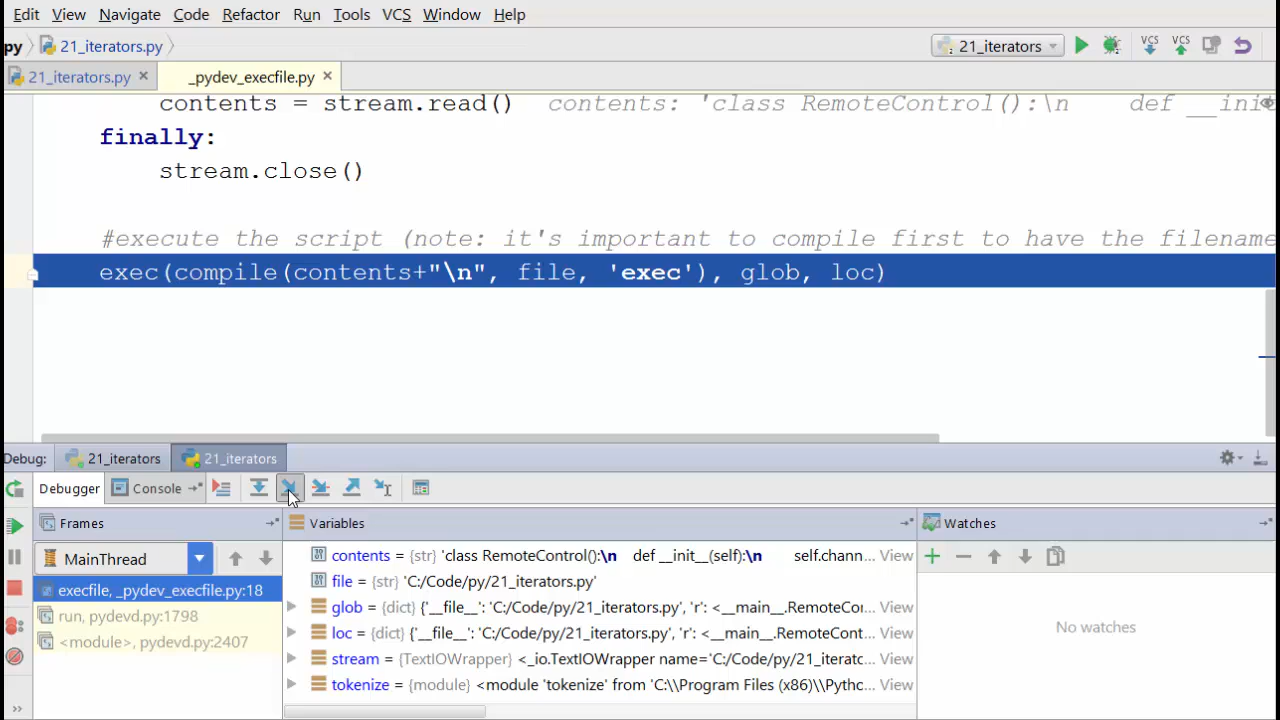 Edit View Navigate Code Refactor Run Tools VCS Window Help
py 21_iterators.py 21_iterators VCS VCS
21_iterators.py _pydev_execfile.py
contents = stream.read() contents: 'class RemoteControl():\n def __init
finally:
stream.close()
#execute the script (note: it's important to compile first to have the filename
exec(compile(contents+"\n", file, 'exec'), glob, loc)
Debug: 21_iterators 21_iterators
Debugger Console
Frames Variables Watches
MainThread
execfile, _pydev_execfile.py:18
run, pydevd.py:1798
<module>, pydevd.py:2407
contents = {str} 'class RemoteControl():\n def __init__(self):\n self.chann... View
file = {str} 'C:/Code/py/21_iterators.py'
glob = {dict} {'__file__': 'C:/Code/py/21_iterators.py', 'r': <__main__.RemoteCor... View
loc = {dict} {'__file__': 'C:/Code/py/21_iterators.py', 'r': <__main__.RemoteCont... View
stream = {TextIOWrapper} <_io.TextIOWrapper name='C:/Code/py/21_iteratc... View
tokenize = {module} <module 'tokenize' from 'C:\\Program Files (x86)\\Pythc... View
No watches